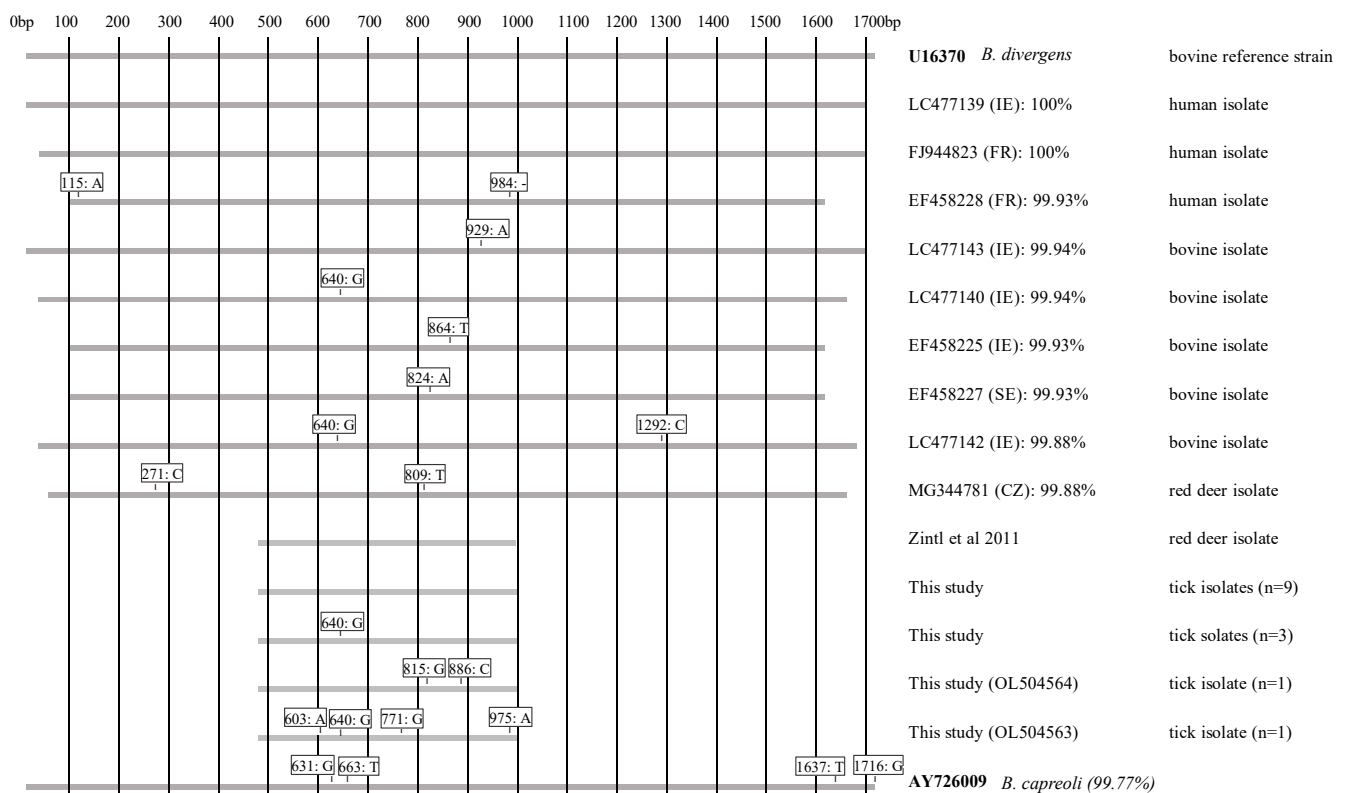 0bp 100 200 300 400 500 600 700 800 900 1000 1100 1200 1300 1400 1500 1600 1700bp
U16370 B. divergens bovine reference strain
LC477139 (IE): 100% human isolate
FJ944823 (FR): 100% human isolate
115: A 984: -
EF458228 (FR): 99.93% human isolate
929: A
LC477143 (IE): 99.94% bovine isolate
640: G
LC477140 (IE): 99.94% bovine isolate
864: T
EF458225 (IE): 99.93% bovine isolate
824: A
EF458227 (SE): 99.93% bovine isolate
640: G 1292: C
LC477142 (IE): 99.88% bovine isolate
271: C 809: T
MG344781 (CZ): 99.88% red deer isolate
Zintl et al 2011 red deer isolate
This study tick isolates (n=9)
640: G
This study tick solates (n=3)
815: G 886: C
This study (OL504564) tick isolate (n=1)
603: A 640: G 771: G 975: A
This study (OL504563) tick isolate (n=1)
631: G 663: T 1637: T 1716: G
AY726009 B. capreoli (99.77%)